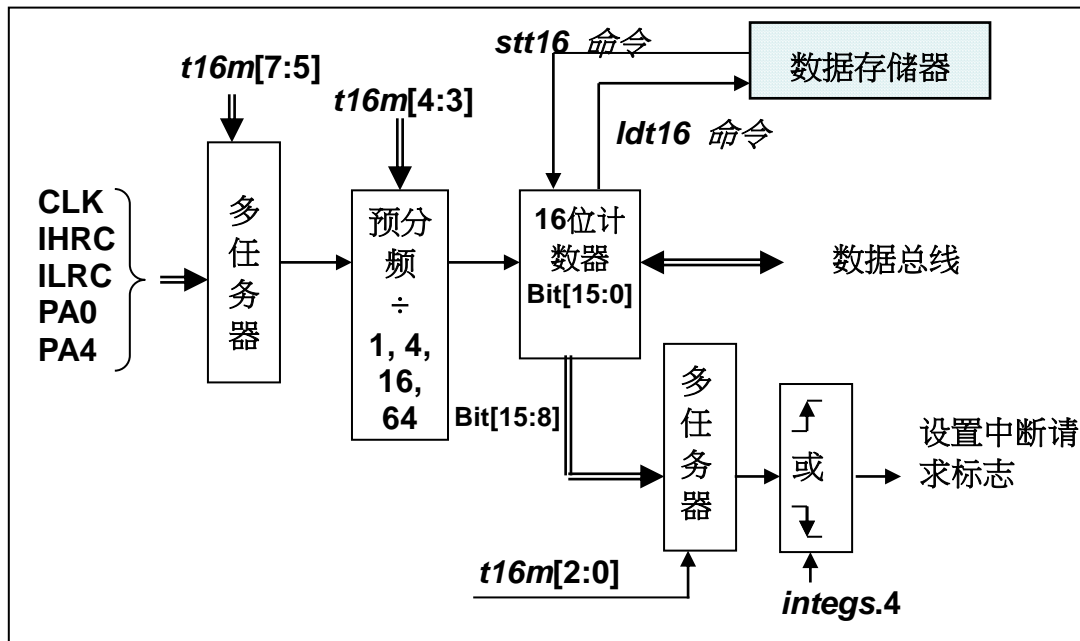 stt16 命令
数据存储器
t16m[7:5]
t16m[4:3]
ldt16 命令
CLK
IHRC
ILRC
PA0
PA4
多
任
务
器
预分
频
÷
1, 4,
16,
64
16位计
数器
Bit[15:0]
数据总线
Bit[15:8]
多
任
务
器
或
设置中断请
求标志
t16m[2:0]
integs.4